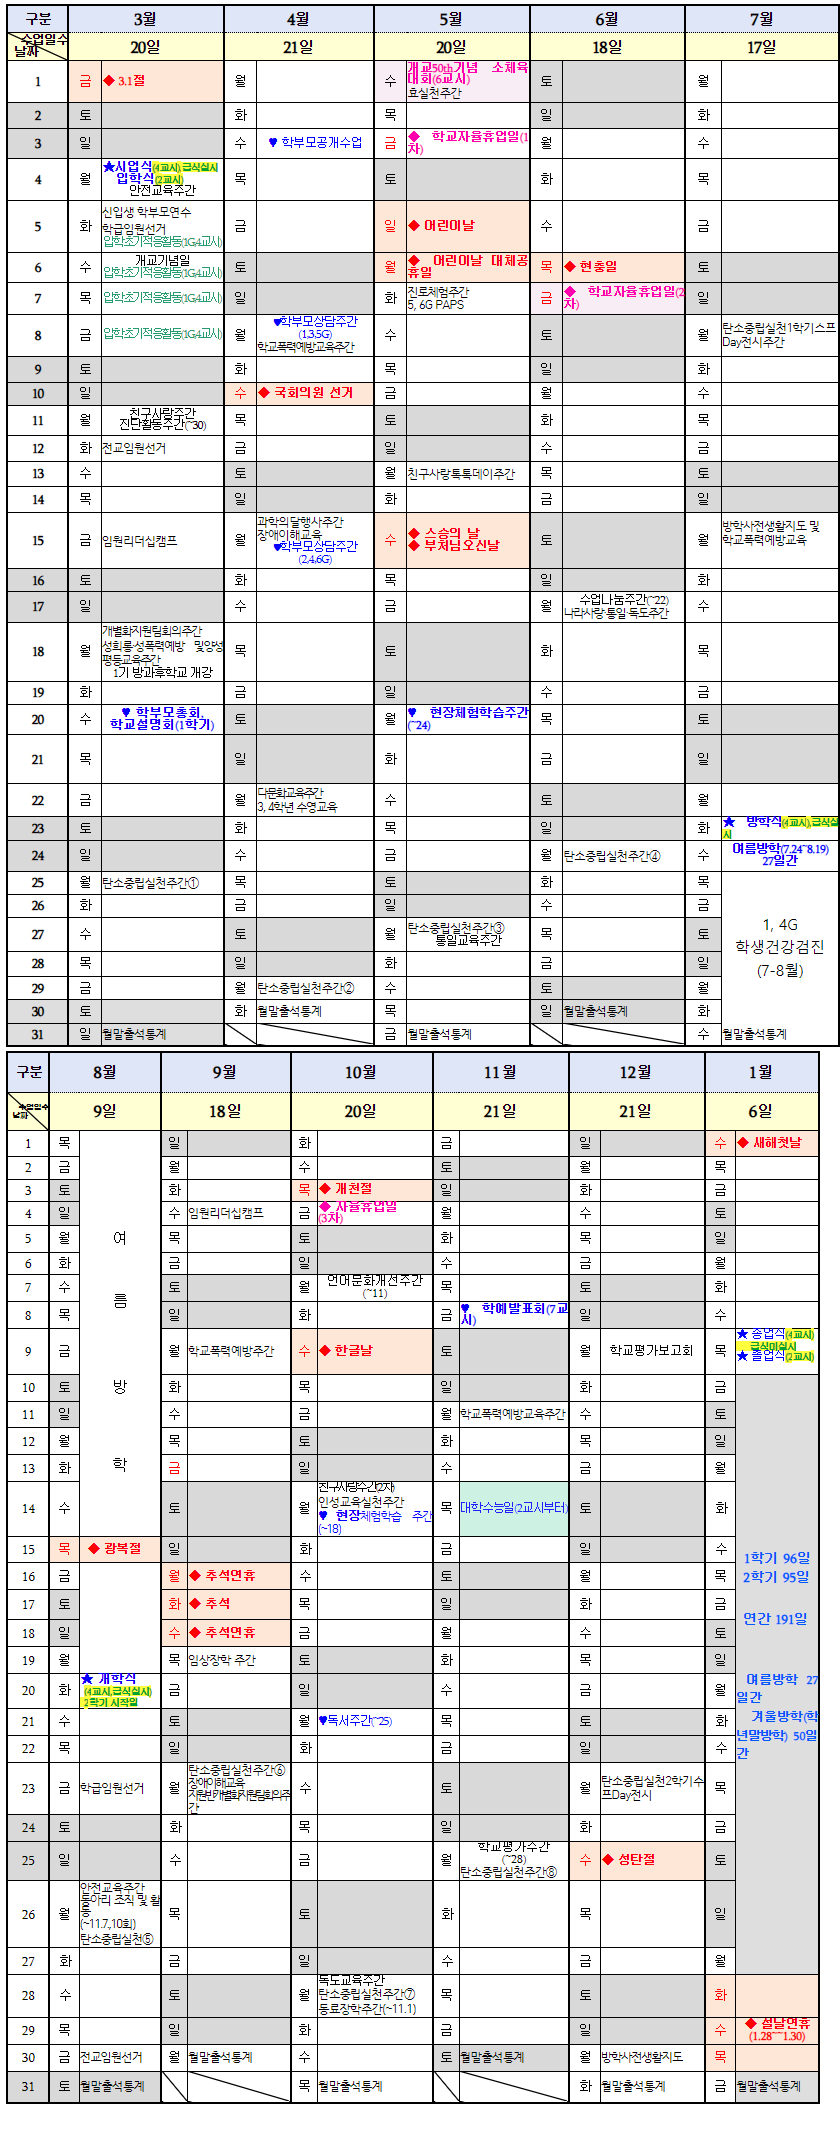 구분 3월 4월 5월 6월 7월
수업일수
날짜 20일 21일 20일 18일 17일
1 금 ◆ 3.1절 월 수 개교50th기념 소체육대회(6교시) 효실천주간 토 월
2 토 화 목 일 화
3 일 수 ♥ 학부모공개수업 금 ◆ 학교자율휴업일(1차) 월 수
4 월 ★시업식(4교시),급식실시 입학식(2교시) 안전교육주간 목 토 화 목
5 화 신입생 학부모연수 학급임원선거 입학초기적응활동(1G,4교시) 금 일 ◆ 어린이날 수 금
6 수 개교기념일 입학초기적응활동(1G,4교시) 토 월 ◆ 어린이날 대체공휴일 목 ◆ 현충일 토
7 목 입학초기적응활동(1G,4교시) 일 화 진로체험주간 5, 6G PAPS 금 ◆ 학교자율휴업일(2차) 일
8 금 입학초기적응활동(1G,4교시) 월 ♥학부모상담주간 (1,3,5G) 학교폭력예방교육주간 수 토 월 탄소중립실천1학기스프Day전시주간
9 토 화 목 일 화
10 일 수 ◆ 국회의원 선거 금 월 수
11 월 친구사랑주간 진단활동주간(~30) 목 토 화 목
12 화 전교임원선거 금 일 수 금
13 수 토 월 친구사랑톡톡데이주간 목 토
14 목 일 화 금 일
15 금 임원리더십캠프 월 과학의달행사주간 장애이해교육 ♥학부모상담주간 (2,4,6G) 수 ◆ 스승의 날 ◆ 부처님오신날 토 월 방학사전생활지도 및 학교폭력예방교육
16 토 화 목 일 화
17 일 수 금 월 수업나눔주간(~22) 나라사랑·통일·독도주간 수
18 월 개별화지원팀회의주간 성희롱·성폭력예방 및양성평등교육주간 1기 방과후학교 개강 목 토 화 목
19 화 금 일 수 금
20 수 ♥ 학부모총회, 학교설명회(1학기) 토 월 ♥ 현장체험학습주간(~24) 목 토
21 목 일 화 금 일
22 금 월 다문화교육주간 3, 4학년 수영교육 수 토 월
23 토 화 목 일 화 ★ 방학식(4교시),급식실시
24 일 수 금 월 탄소중립실천주간④ 수 여름방학(7.24~8.19) 27일간
25 월 탄소중립실천주간① 목 토 화 목
26 화 금 일 수 금
27 수 토 월 탄소중립실천주간③ 통일교육주간 목 토 1, 4G 학생건강검진 (7-8월)
28 목 일 화 금 일
29 금 월 탄소중립실천주간② 수 토 월
30 토 화 월말출석통계 목 일 월말출석통계 화
31 일 월말출석통계 금 월말출석통계 수 월말출석통계
구분 8월 9월 10월 11월 12월 1월
수업일수
날짜 9일 18일 20일 21일 21일 6일
1 목 일 화 금 일 수 ◆ 새해첫날
2 금 월 수 토 월 목
3 토 화 목 ◆ 개천절 일 화 금
4 일 수 임원리더십캠프 금 ◆ 자율휴업일(3차) 월 수 토
5 월 여 목 토 화 목 일
6 화 금 일 수 금 월
7 수 토 월 언어문화개선주간(~11) 목 토 화
8 목 름 일 화 금 ♥ 학예발표회(7교시) 일 수
9 금 월 학교폭력예방주간 수 ◆ 한글날 토 월 학교평가보고회 목 ★ 종업식(4교시) 급식미실시 ★ 졸업식(2교시)
10 토 방 화 목 일 화 금
11 일 수 금 월 학교폭력예방교육주간 수 토
12 월 목 토 화 목 일
13 화 학 금 일 수 금 월
14 수 토 월 친구사랑주간(2차) 인성교육실천주간 ♥ 현장체험학습 주간(~18) 목 대학수능일(2교시부터) 토 화
15 목 ◆ 광복절 일 화 금 일 수
16 금 월 ◆ 추석연휴 수 토 월 목
17 토 화 ◆ 추석 목 일 화 금
18 일 수 ◆ 추석연휴 금 월 수 토
19 월 목 임상장학 주간 토 화 목 일
20 화 ★ 개학식 (4교시,급식실시) 2학기 시작일 금 일 수 금 월
21 수 토 월 ♥독서주간(~25) 목 토 화
22 목 일 화 금 일 수
1학기 96일
2학기 95일
연간 191일
여름방학 27일간
겨울방학(학년말방학) 50일간
23 금 학급임원선거 월 탄소중립실천주간⑥ 장애이해교육 지원반개별화지원팀회의주간 수 토 월 탄소중립실천2학기수프Day전시 목
24 토 화 목 일 화 금
25 일 수 금 월 학교평가주간(~28) 탄소중립실천주간⑧ 수 ◆ 성탄절 토
26 월 안전교육주간 동아리 조직 및 활동 (~11.7.,10회) 탄소중립실천⑤ 목 토 화 목 일
27 화 금 일 수 금 월
28 수 토 월 독도교육주간 탄소중립실천주간⑦ 동료장학주간(~11.1) 목 토 화
29 목 일 화 금 일 수 ◆ 설날연휴 (1.28~~1.30)
30 금 전교임원선거 월 월말출석통계 수 토 월말출석통계 월 방학사전생활지도 목
31 토 월말출석통계 목 월말출석통계 화 월말출석통계 금 월말출석통계